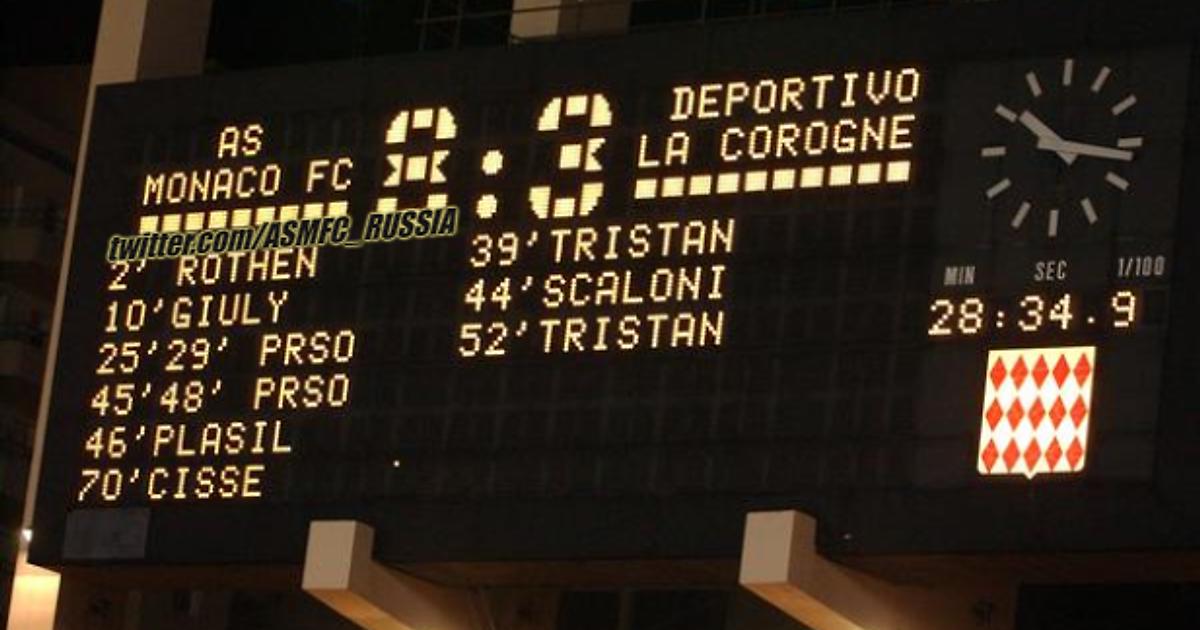 AS
MONACO FC
8:3
DEPORTIVO
LA COROGNE
twitter.com/ASMFC_RUSSIA
2' ROTHEN
10'GIULY
25'29' PRSO
45'48' PRSO
46'PLASIL
70'CISSE
39'TRISTAN
44'SCALONI
52'TRISTAN
MIN SEC 1/100
28:34.9